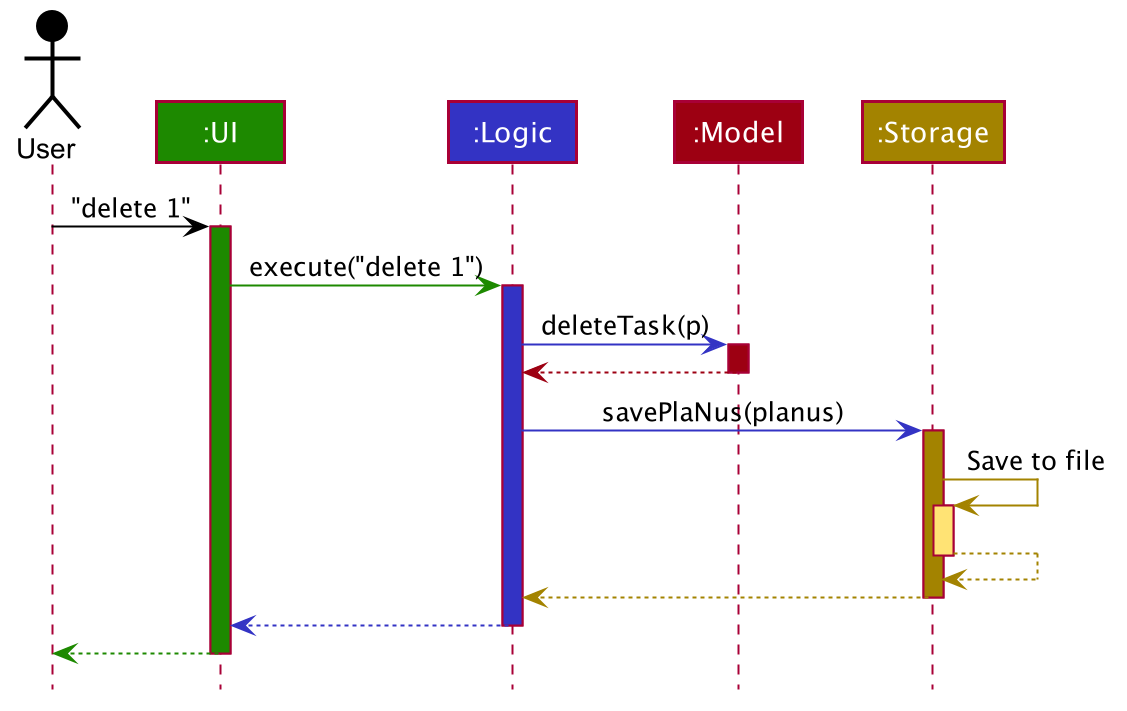 User
:UI
:Logic
:Model
:Storage
"delete 1"
execute("delete 1")
deleteTask(p)
savePlaNus(planus)
Save to file